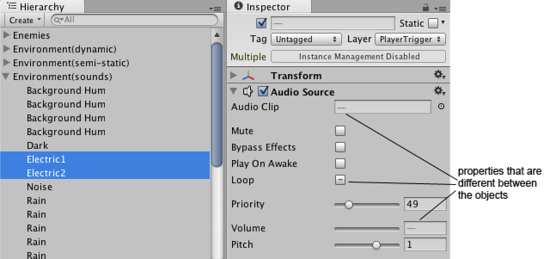 Hierarchy
Create
All
Enemies
Environment(dynamic)
Environment(semi-static)
Environment(sounds)
Background Hum
Background Hum
Background Hum
Background Hum
Dark
Electric1
Electric2
Noise
Rain
Rain
Rain
Rain
Rain
Inspector
— Static
Tag Untagged Layer PlayerTrigger
Multiple Instance Management Disabled
Transform
Audio Source
Audio Clip —
Mute
Bypass Effects
Play On Awake
Loop
Priority 49
Volume —
Pitch 1
properties that are
different between
the objects